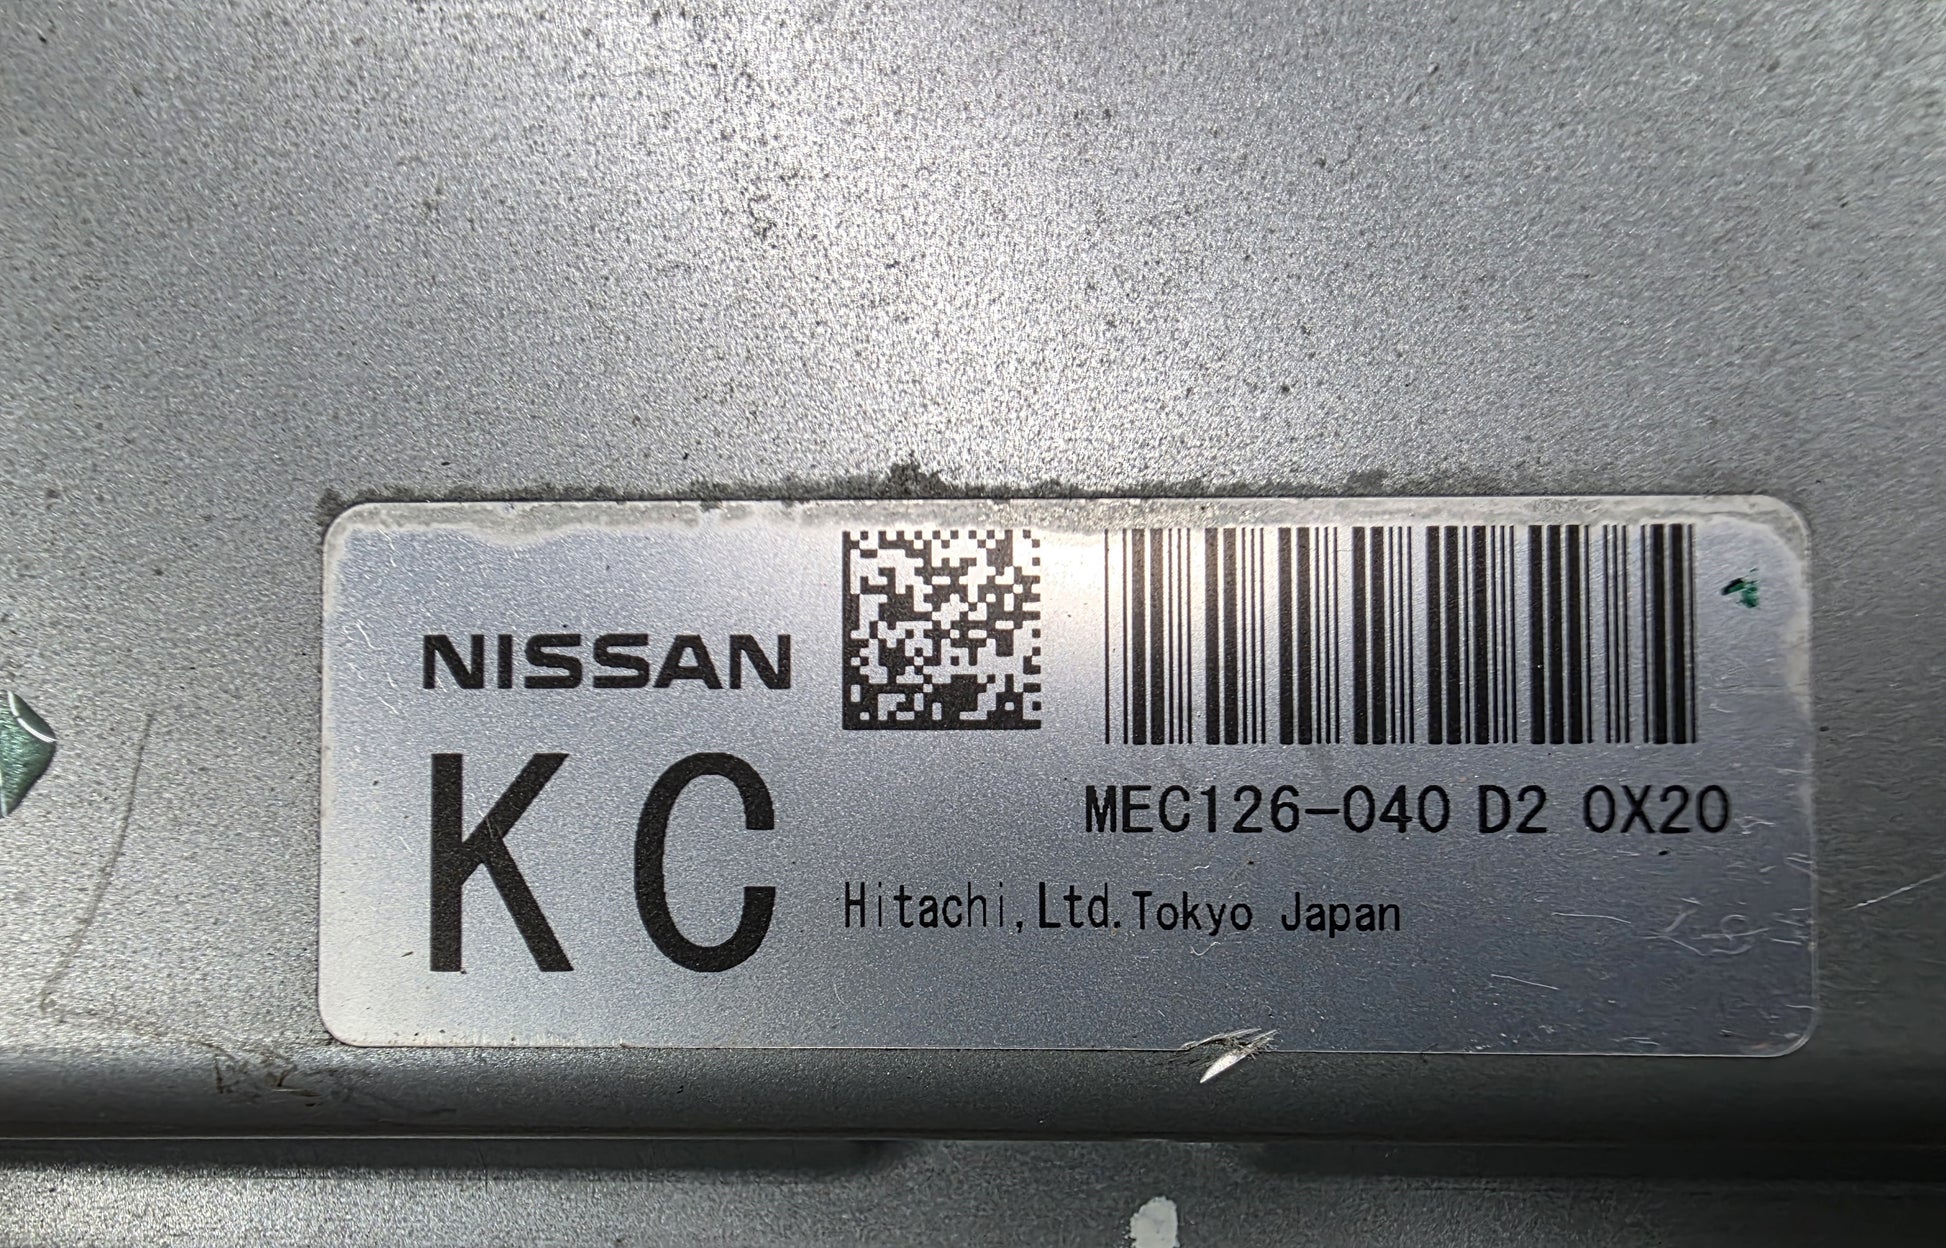 NISSAN
KC
MEC126-040 D2 0X20
Hitachi,Ltd.Tokyo Japan